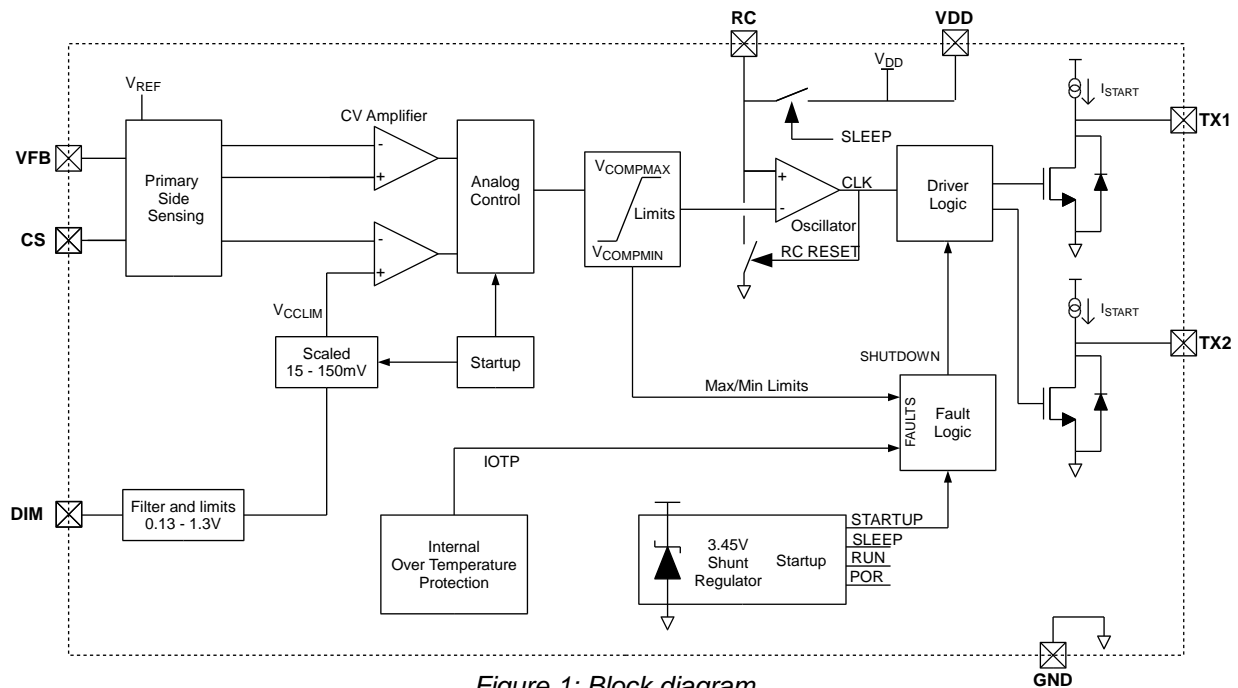 RC
VDD
VREF
VDD
ISTART
CV Amplifier
TX1
SLEEP
VFB
-
+
Primary
Side
Sensing
Analog
Control
VCOMPMAX
Limits
VCOMPMIN
+
-
CLK
Oscillator
Driver
Logic
CS
-
+
RC RESET
VCCLIM
ISTART
Scaled
15 - 150mV
Startup
SHUTDOWN
TX2
Max/Min Limits
FAULTS
Fault
Logic
IOTP
DIM
Filter and limits
0.13 - 1.3V
Internal
Over Temperature
Protection
3.45V
Shunt
Regulator
Startup
STARTUP
SLEEP
RUN
POR
GND
Figure 1: Block diagram